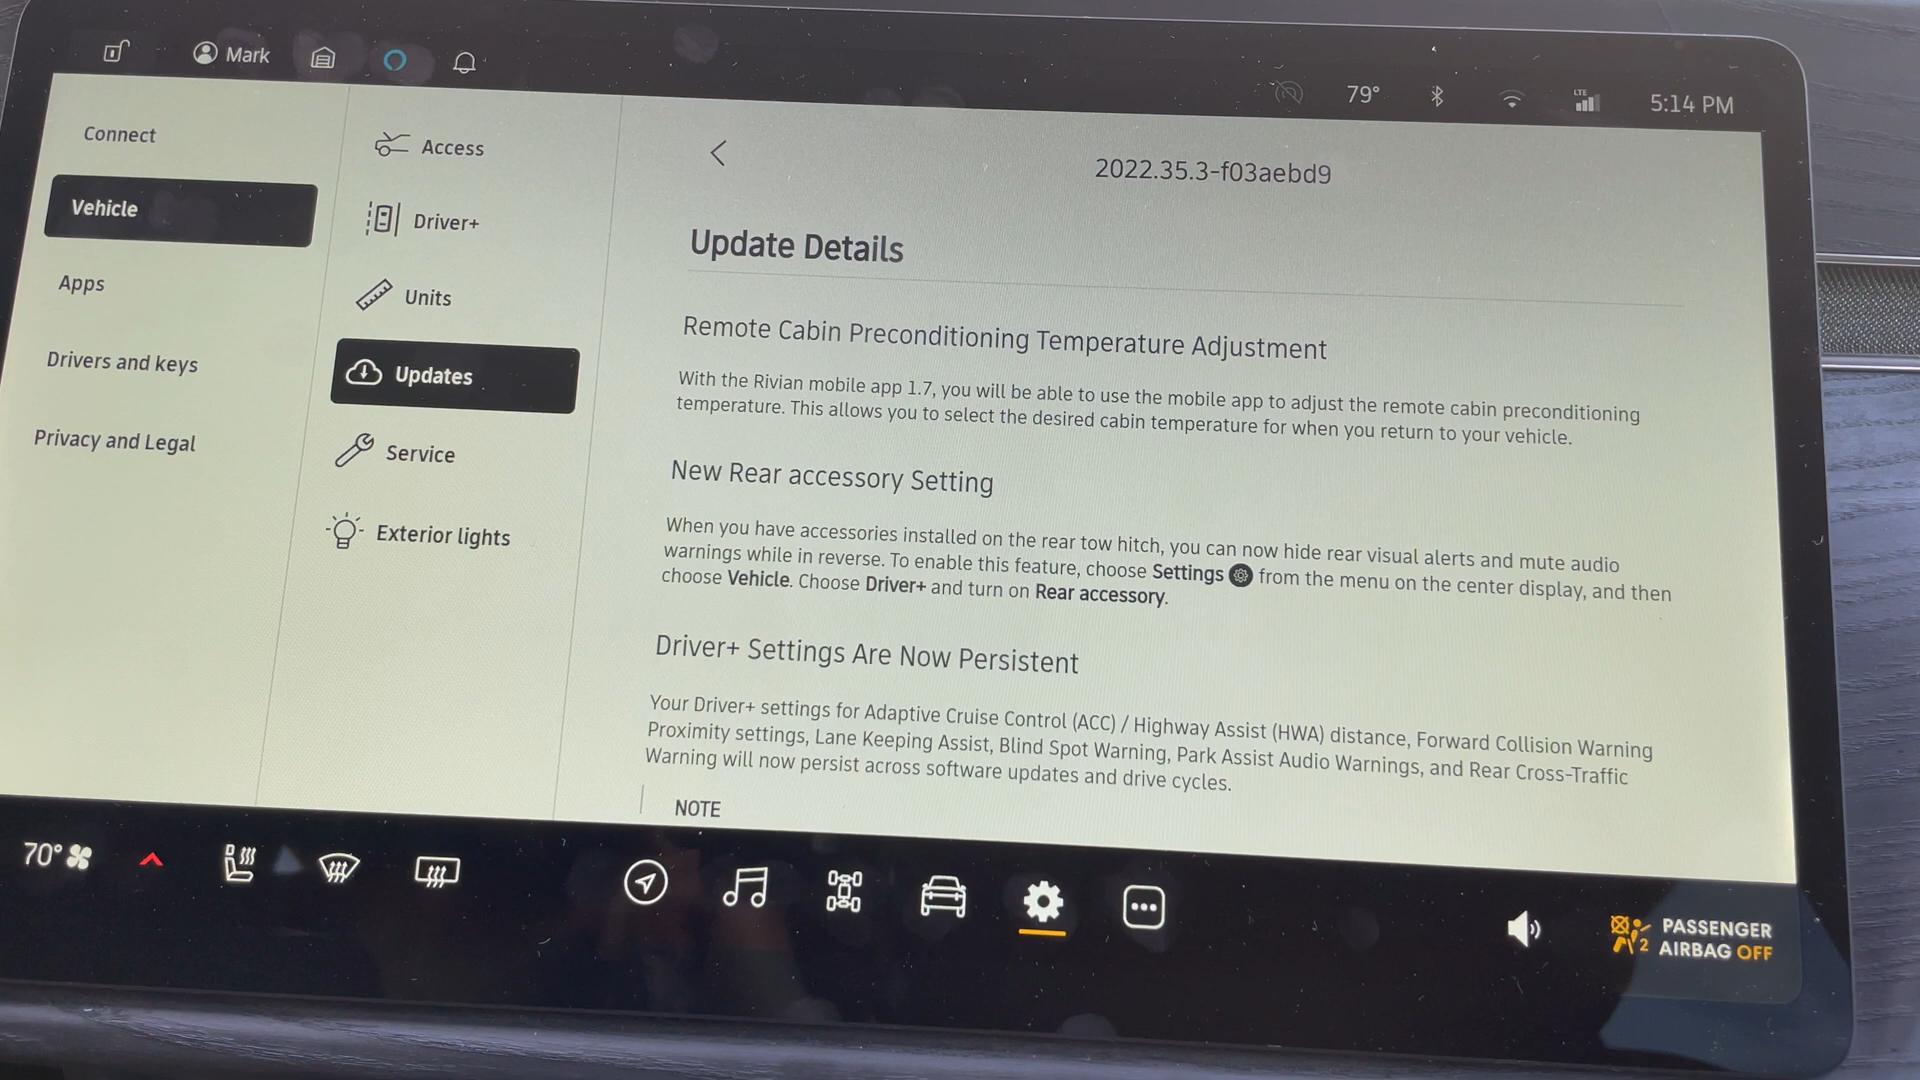 Mark
79°
LTE
5:14 PM
Connect
Vehicle
Apps
Drivers and keys
Privacy and Legal
Access
Driver+
Units
Updates
Service
Exterior lights
2022.35.3-f03aebd9
Update Details
Remote Cabin Preconditioning Temperature Adjustment
With the Rivian mobile app 1.7, you will be able to use the mobile app to adjust the remote cabin preconditioning
temperature. This allows you to select the desired cabin temperature for when you return to your vehicle.
New Rear accessory Setting
When you have accessories installed on the rear tow hitch, you can now hide rear visual alerts and mute audio
warnings while in reverse. To enable this feature, choose Settings from the menu on the center display, and then
choose Vehicle. Choose Driver+ and turn on Rear accessory.
Driver+ Settings Are Now Persistent
Your Driver+ settings for Adaptive Cruise Control (ACC) / Highway Assist (HWA) distance, Forward Collision Warning
Proximity settings, Lane Keeping Assist, Blind Spot Warning, Park Assist Audio Warnings, and Rear Cross-Traffic
Warning will now persist across software updates and drive cycles.
NOTE
70°
2
PASSENGER
AIRBAG OFF